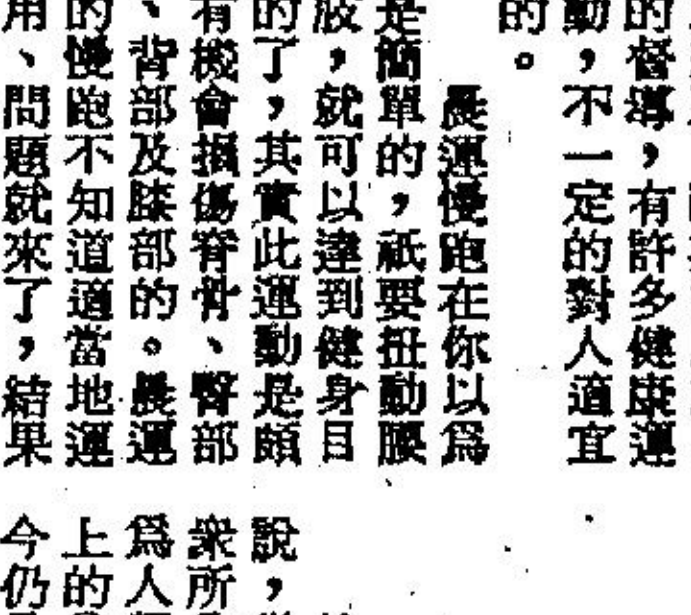 的督導，有許多健康運
動，不一定的對人適宜
的。
晨運慢跑在你以爲
是簡單的，祇要扭動腰
波，就可以達到健身目
的了，其實此運動是頗
有機會損傷脊骨、臀部
、背部及膝部的。晨運
的慢跑不知道適當地運
用、問題就來了，結果
說，
衆所
爲人
上的
今仍